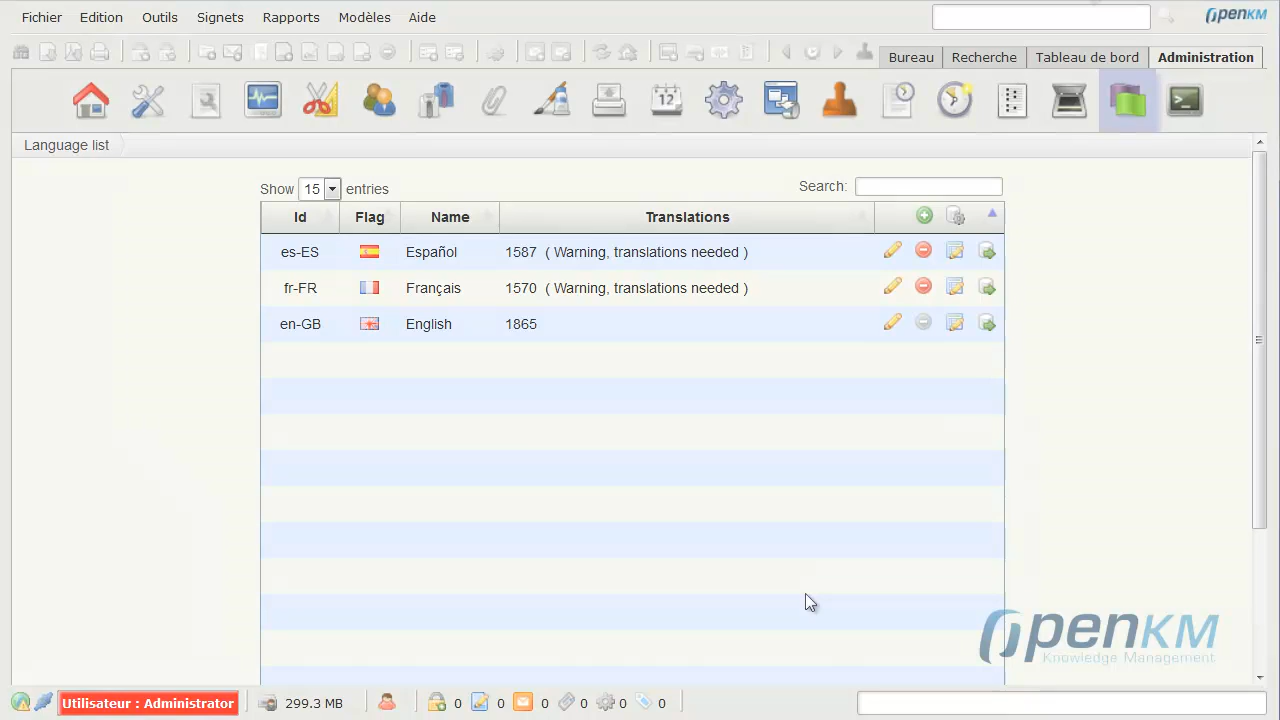 Fichier Edition Outils Signets Rapports Modèles Aide
OPENKM
Bureau Recherche Tableau de bord Administration
12
Language list
Show 15 entries
Search:
Id Flag Name Translations
es-ES Español 1587 ( Warning, translations needed )
fr-FR Français 1570 ( Warning, translations needed )
en-GB English 1865
OPENKM
Knowledge Management
Utilisateur : Administrator 299.3 MB 0 0 0 0 0 0